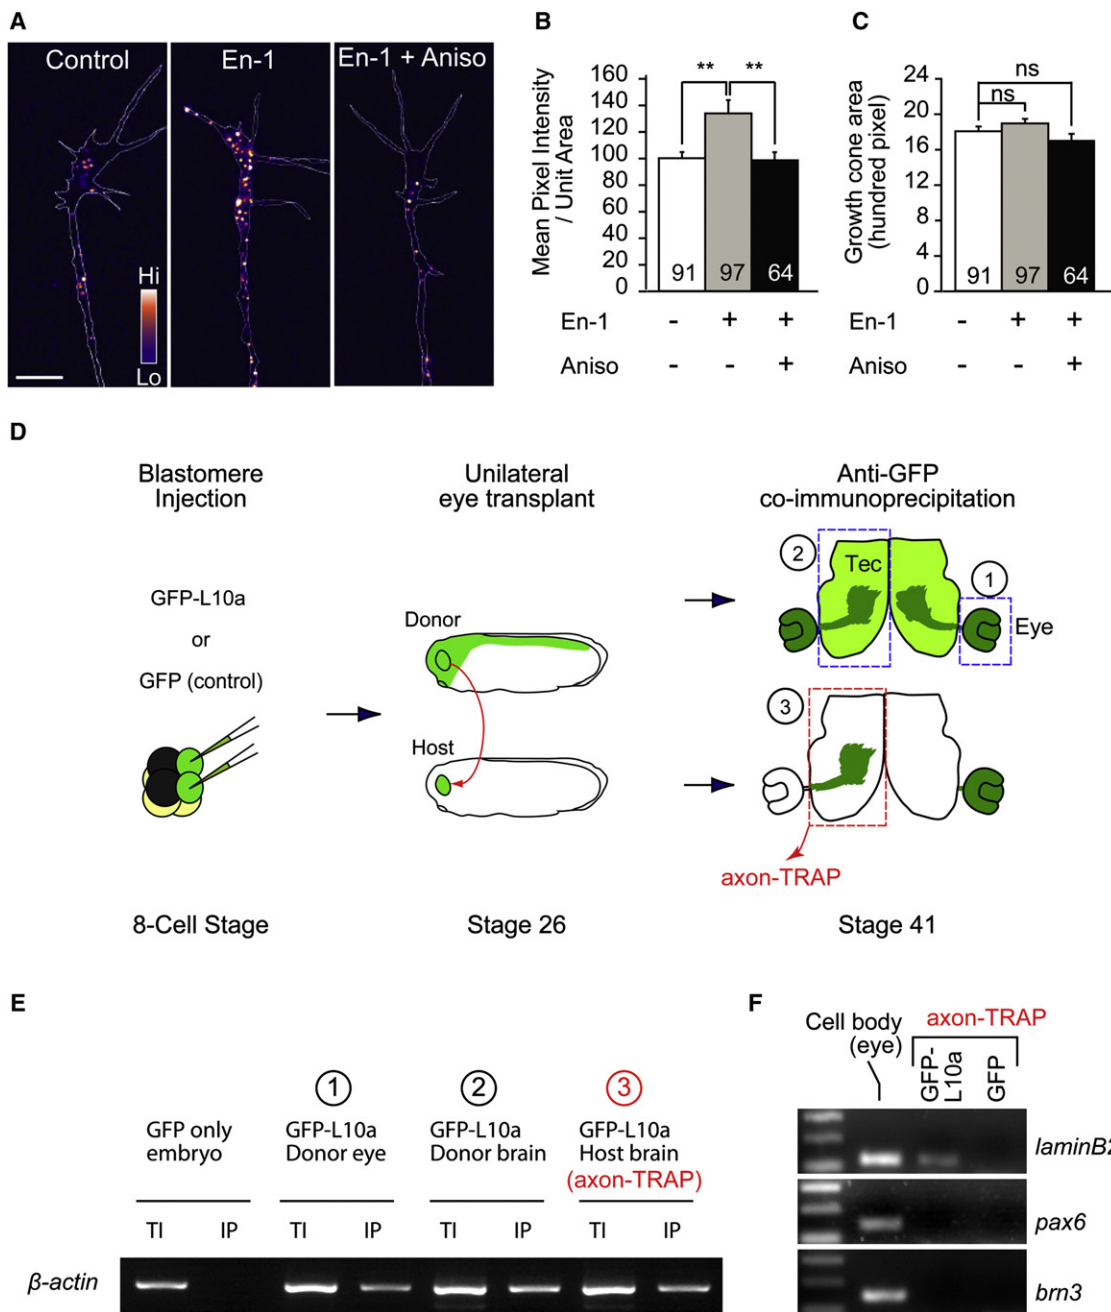 A
Control
En-1
En-1 + Aniso
Hi
Lo
B
Mean Pixel Intensity
/ Unit Area
160
140
120
100
80
60
40
20
0
**
**
91
97
64
En-1
- + +
Aniso
- - +
C
Growth cone area
(hundred pixel)
24
20
16
12
8
4
0
ns
ns
91
97
64
En-1
- + +
Aniso
- - +
D
Blastomere
Injection
Unilateral
eye transplant
Anti-GFP
co-immunoprecipitation
GFP-L10a
or
GFP (control)
Donor
Host
2
Tec
1
Eye
3
axon-TRAP
8-Cell Stage
Stage 26
Stage 41
E
1
2
3
GFP only
embryo
GFP-L10a
Donor eye
GFP-L10a
Donor brain
GFP-L10a
Host brain
(axon-TRAP)
TI IP TI IP TI IP TI IP
β-actin
F
Cell body
(eye)
axon-TRAP
GFP-
L10a
GFP
laminB2
pax6
brn3